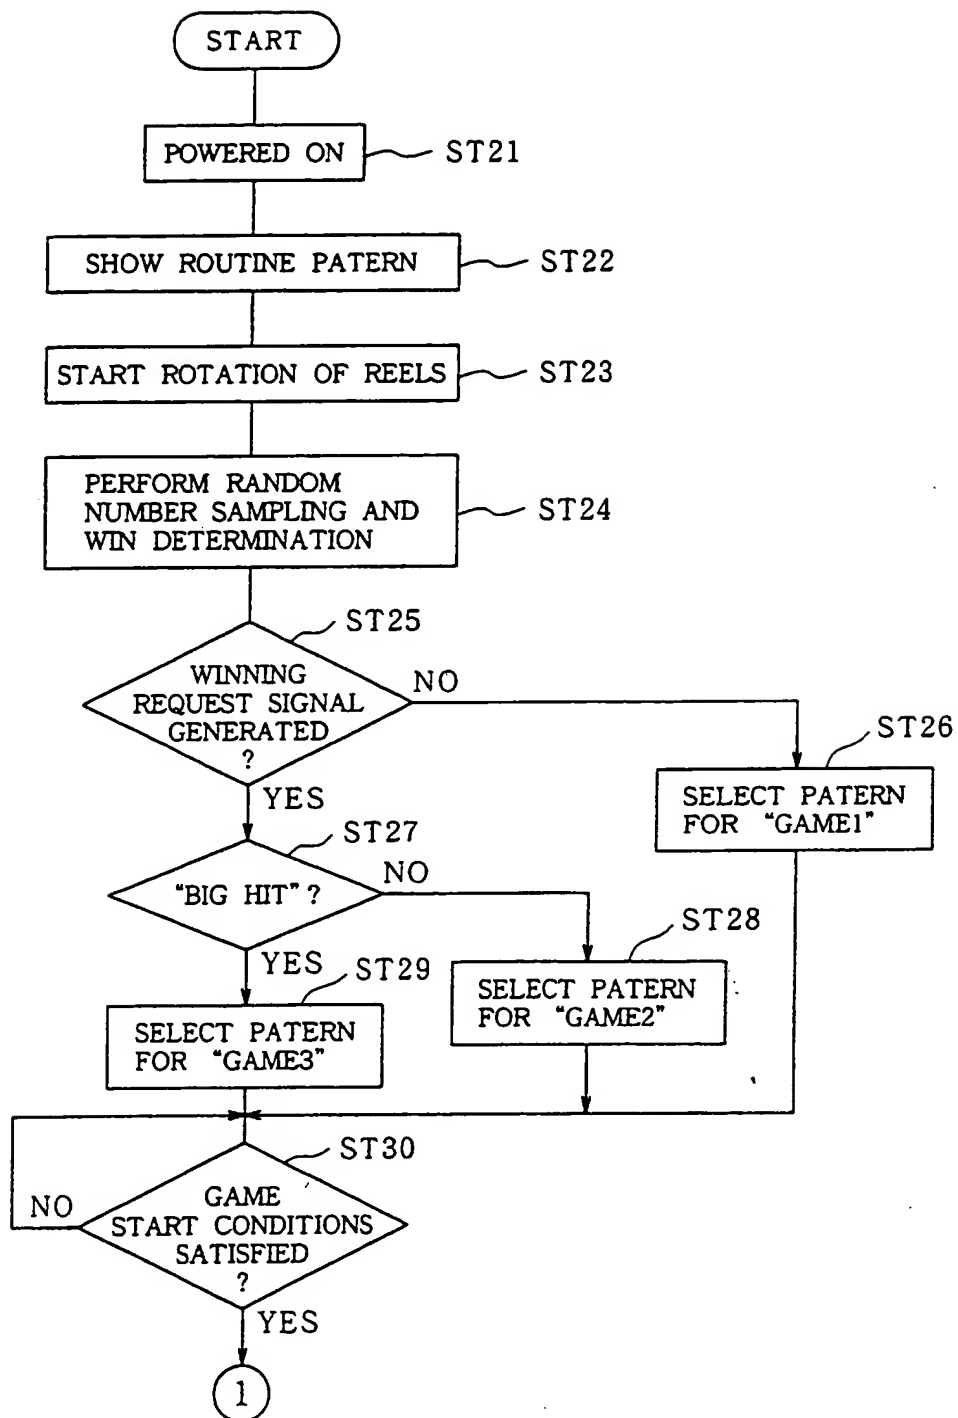 START
POWERED ON
ST21
SHOW ROUTINE PATERN
ST22
START ROTATION OF REELS
ST23
PERFORM RANDOM
NUMBER SAMPLING AND
WIN DETERMINATION
ST24
ST25
WINNING
REQUEST SIGNAL
GENERATED
?
NO
YES
ST26
SELECT PATERN
FOR "GAME1"
ST27
"BIG HIT"?
NO
YES
ST28
SELECT PATERN
FOR "GAME2"
ST29
SELECT PATERN
FOR "GAME3"
ST30
GAME
START CONDITIONS
SATISFIED
?
NO
YES
1